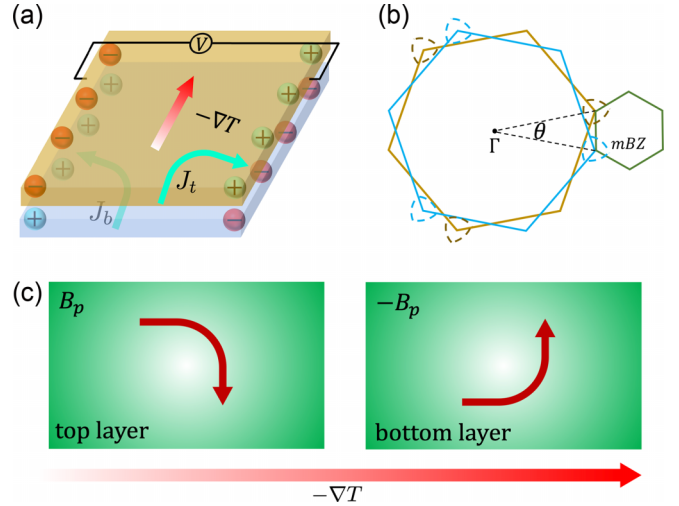 (a)
V
−∇T
J_t
J_b
(b)
Γ
θ
mBZ
(c)
B_p
top layer
−B_p
bottom layer
−∇T